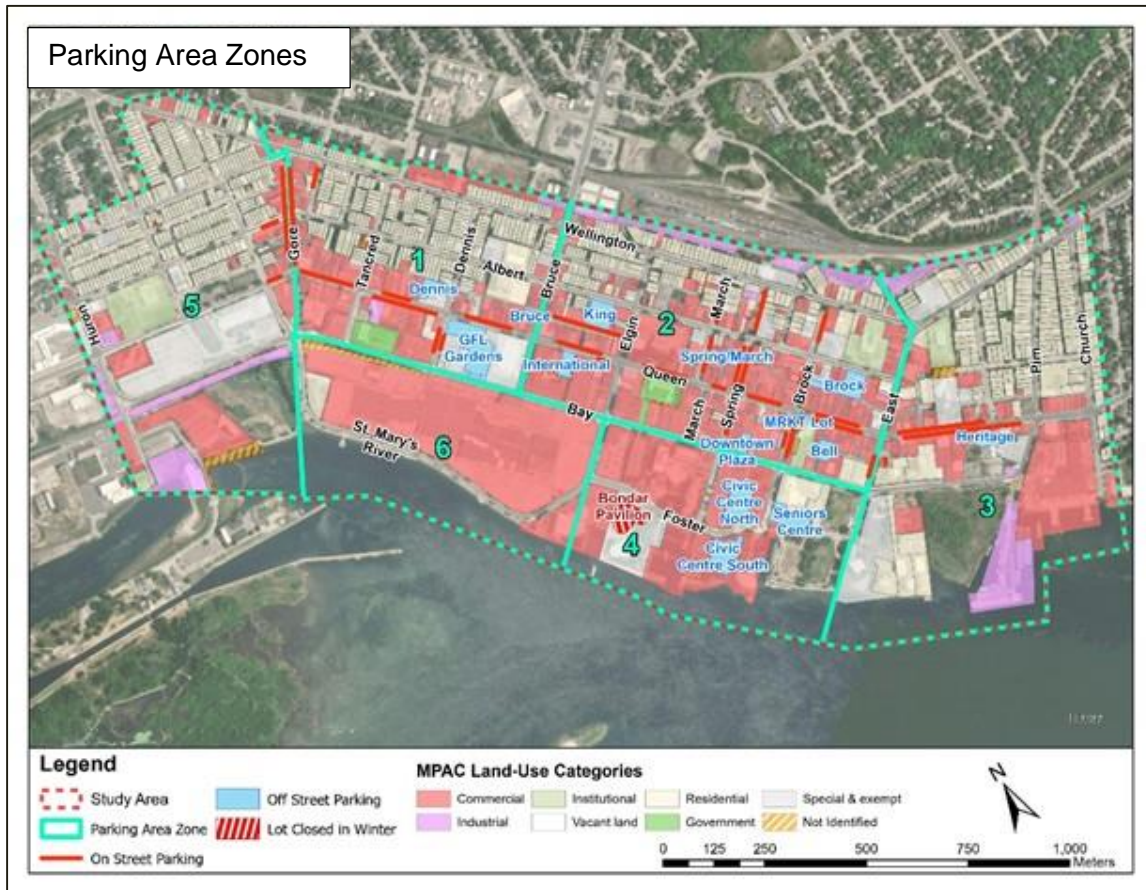 Parking Area Zones
Gore
Tancred
1
Dennis
Dennis
Albert
Bruce
Wellington
Bruce
King
Elgin
2
March
Spring/March
GFL
Gardens
International
Queen
March
Spring
Brock
Brock
MRKT Lot
Bell
East
Heritage
Pim
Church
Huron
5
Bay
St. Mary's
River
6
Downtown
Plaza
Civic
Centre
North
Bondar
Pavilion
Foster
4
Seniors
Centre
Civic
Centre South
3
Legend
Study Area
Parking Area Zone
On Street Parking
Off Street Parking
Lot Closed in Winter
MPAC Land-Use Categories
Commercial
Institutional
Residential
Special & exempt
Industrial
Vacant land
Government
Not Identified
N
0 125 250 500 750 1,000
Meters